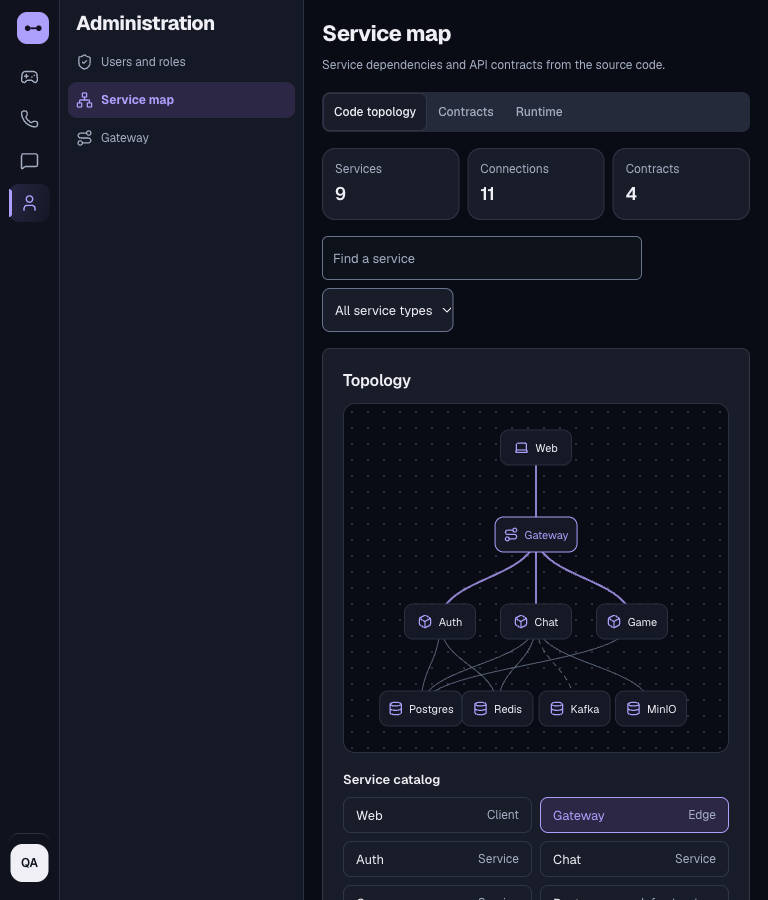 Administration
Users and roles
Service map
Gateway
QA
Service map
Service dependencies and API contracts from the source code.
Code topology
Contracts
Runtime
Services
9
Connections
11
Contracts
4
Find a service
All service types
Topology
Web
Gateway
Auth
Chat
Game
Postgres
Redis
Kafka
MinIO
Service catalog
Web
Client
Gateway
Edge
Auth
Service
Chat
Service